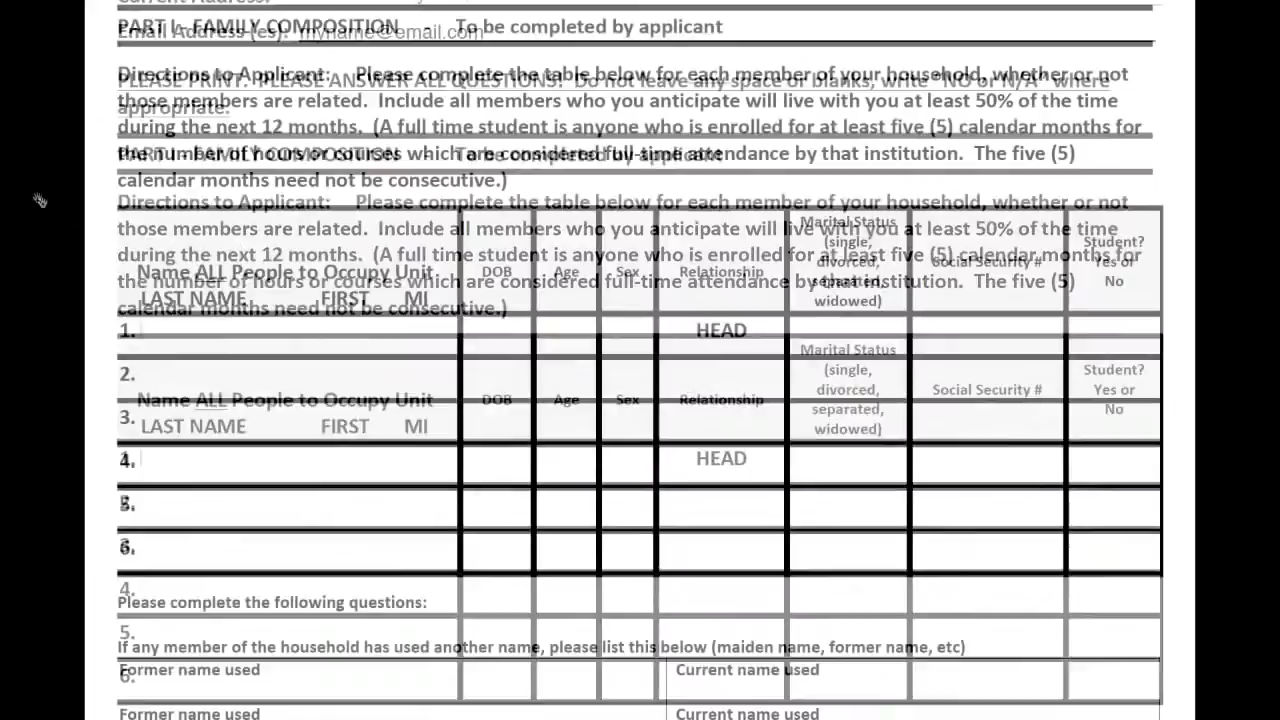 Current Address:
PART I - FAMILY COMPOSITION - To be completed by applicant
Email Address (es): myname@email.com
Directions to Applicant: Please complete the table below for each member of your household, whether or not
PLEASE PRINT. PLEASE ANSWER ALL QUESTIONS! Do not leave any space or blanks, write "NO or N/A" where
those members are related. Include all members who you anticipate will live with you at least 50% of the time
appropriate.
during the next 12 months. (A full time student is anyone who is enrolled for at least five (5) calendar months for
the number of hours or courses which are considered full-time attendance by that institution. The five (5)
PART I - FAMILY COMPOSITION - To be completed by applicant
calendar months need not be consecutive.)
Directions to Applicant: Please complete the table below for each member of your household, whether or not
those members are related. Include all members who you anticipate will live with you at least 50% of the time
during the next 12 months. (A full time student is anyone who is enrolled for at least five (5) calendar months for
the number of hours or courses which are considered full-time attendance by that institution. The five (5)
calendar months need not be consecutive.)
Name ALL People to Occupy Unit
LAST NAME FIRST MI
DOB
Age
Sex
Relationship
Marital Status
(single,
divorced,
separated,
widowed)
Social Security #
Student?
Yes or
No
1. HEAD
2.
3.
Name ALL People to Occupy Unit
LAST NAME FIRST MI
DOB
Age
Sex
Relationship
Marital Status
(single,
divorced,
separated,
widowed)
Social Security #
Student?
Yes or
No
4.
HEAD
5.
6.
4.
Please complete the following questions:
5.
If any member of the household has used another name, please list this below (maiden name, former name, etc)
6.
Former name used Current name used
Former name used Current name used